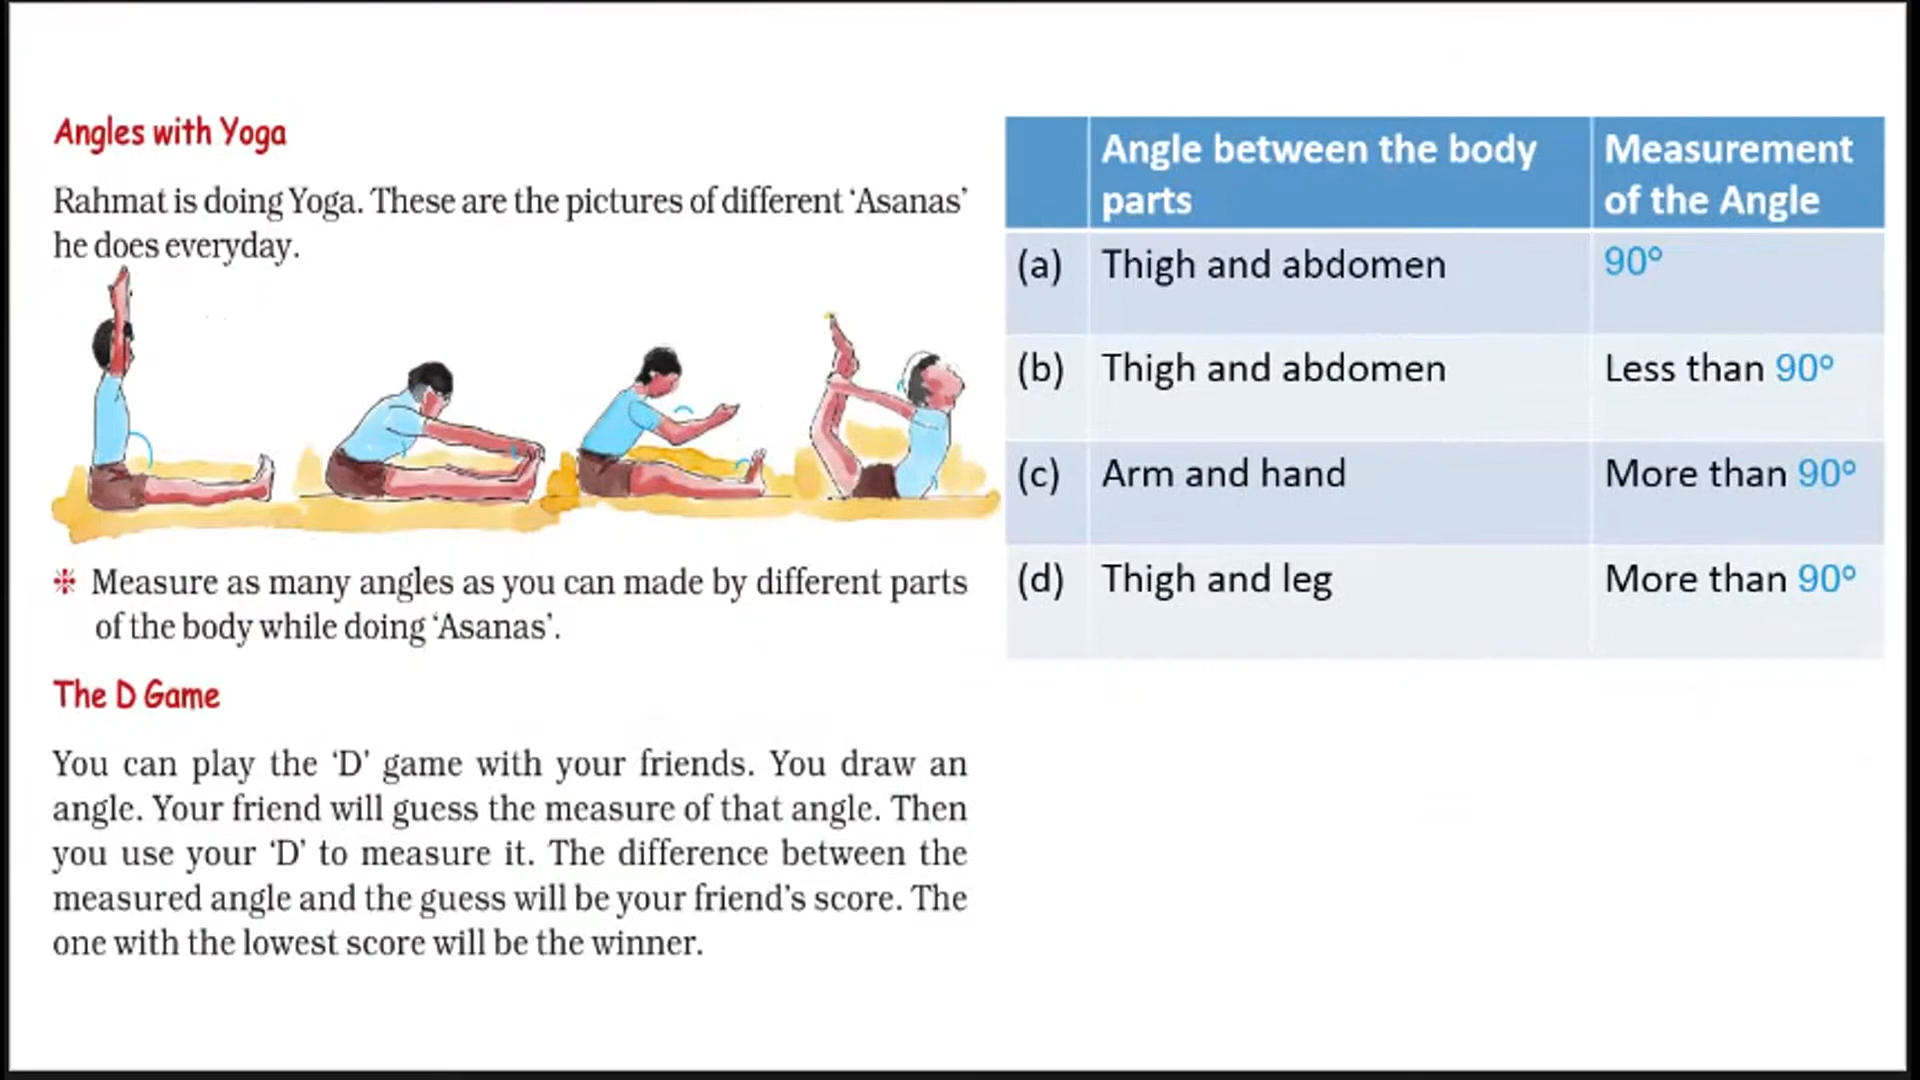 Angles with Yoga
Rahmat is doing Yoga. These are the pictures of different ‘Asanas’
he does everyday.
❉ Measure as many angles as you can made by different parts
of the body while doing ‘Asanas’.
The D Game
You can play the ‘D’ game with your friends. You draw an
angle. Your friend will guess the measure of that angle. Then
you use your ‘D’ to measure it. The difference between the
measured angle and the guess will be your friend’s score. The
one with the lowest score will be the winner.
Angle between the body
parts
Measurement
of the Angle
(a) Thigh and abdomen 90°
(b) Thigh and abdomen Less than 90°
(c) Arm and hand More than 90°
(d) Thigh and leg More than 90°